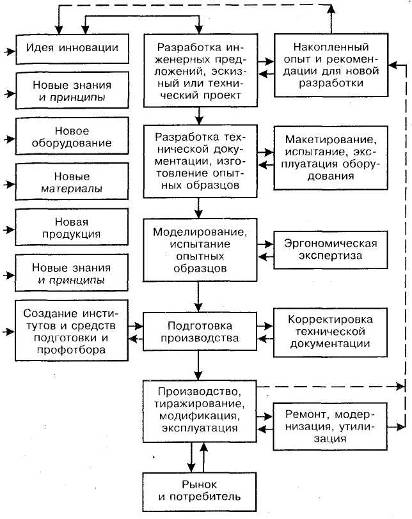 Идея инновации
Новые знания
и принципы
Новое
оборудование
Новые
материалы
Новая
продукция
Новые знания
и принципы
Создание инсти-
тутов и средств
подготовки и
профотбора
Разработка ин-
женерных пред-
ложений, эскиз-
ный или техни-
ческий проект
Разработка тех-
нической доку-
ментации, изго-
товление опыт-
ных образцов
Моделирование,
испытание
опытных
образцов
Подготовка
производства
Производство,
тиражирование,
модификация,
эксплуатация
Рынок
и потребитель
Накопленный
опыт и рекомен-
дации для новой
разработки
Макетирование,
испытание, экс-
плуатация обору-
дования
Эргономическая
экспертиза
Корректировка
технической
документации
Ремонт, модер-
низация, утили-
зация